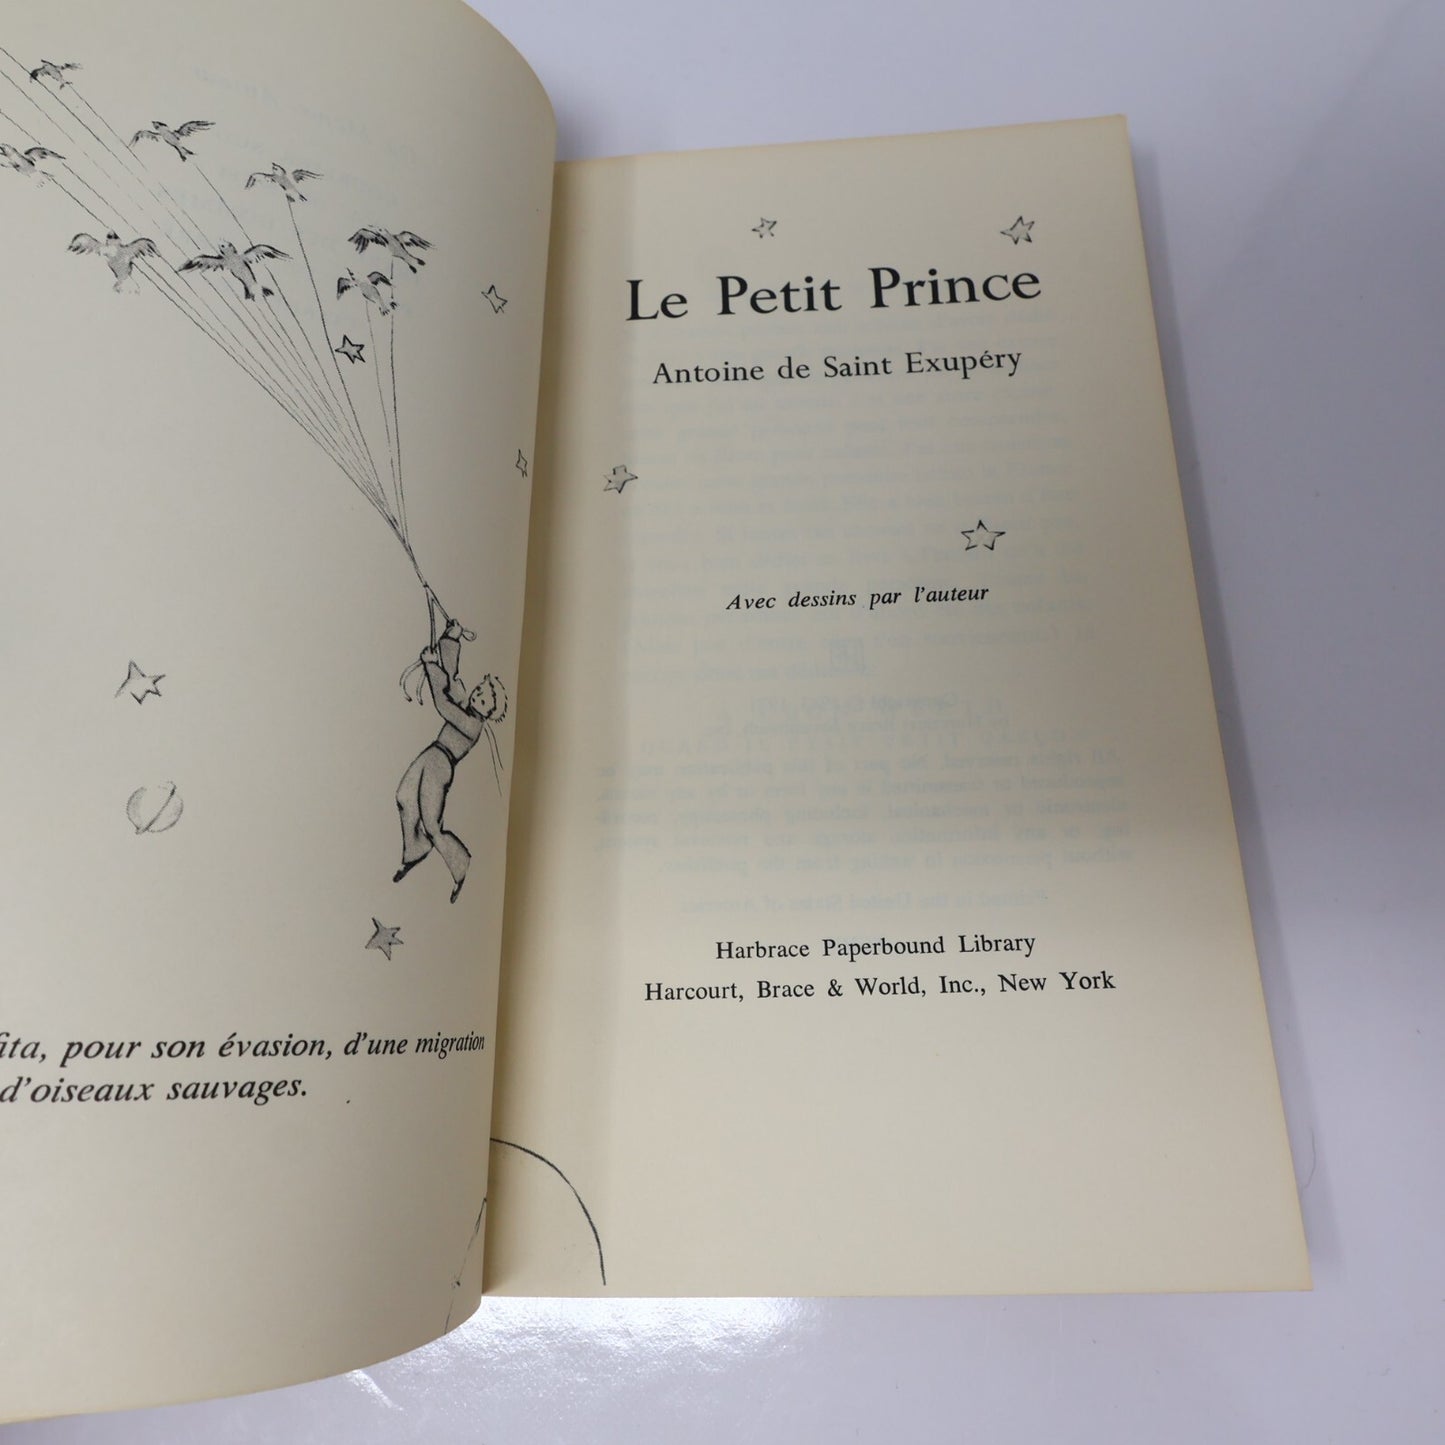 fita, pour son évasion, d'une migration
d'oiseaux sauvages.
Le Petit Prince
Antoine de Saint Exupéry
Avec dessins par l'auteur
Harbrace Paperbound Library
Harcourt, Brace & World, Inc., New York